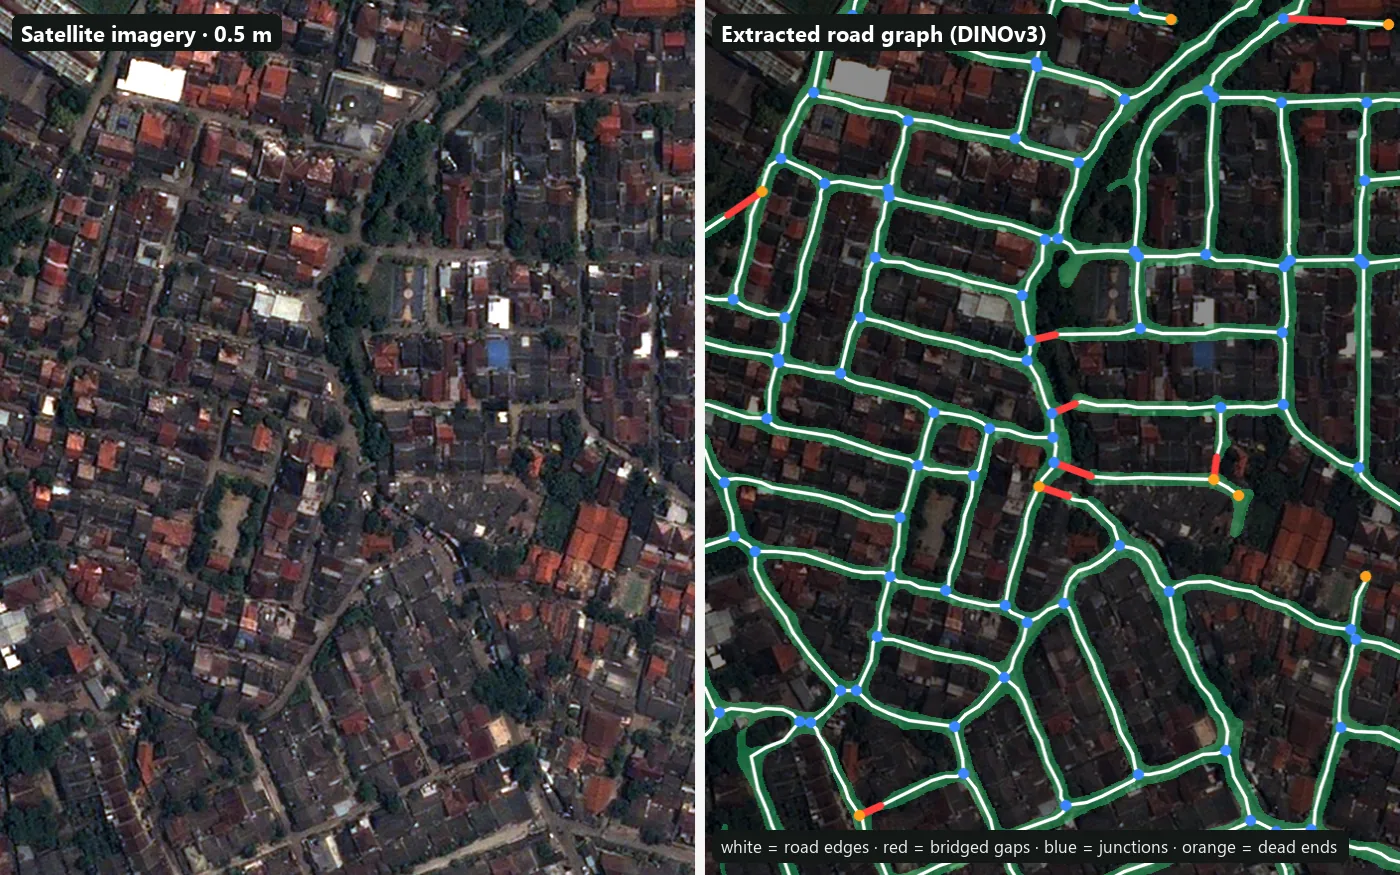 Satellite imagery · 0.5 m
Extracted road graph (DINOv3)
white = road edges · red = bridged gaps · blue = junctions · orange = dead ends